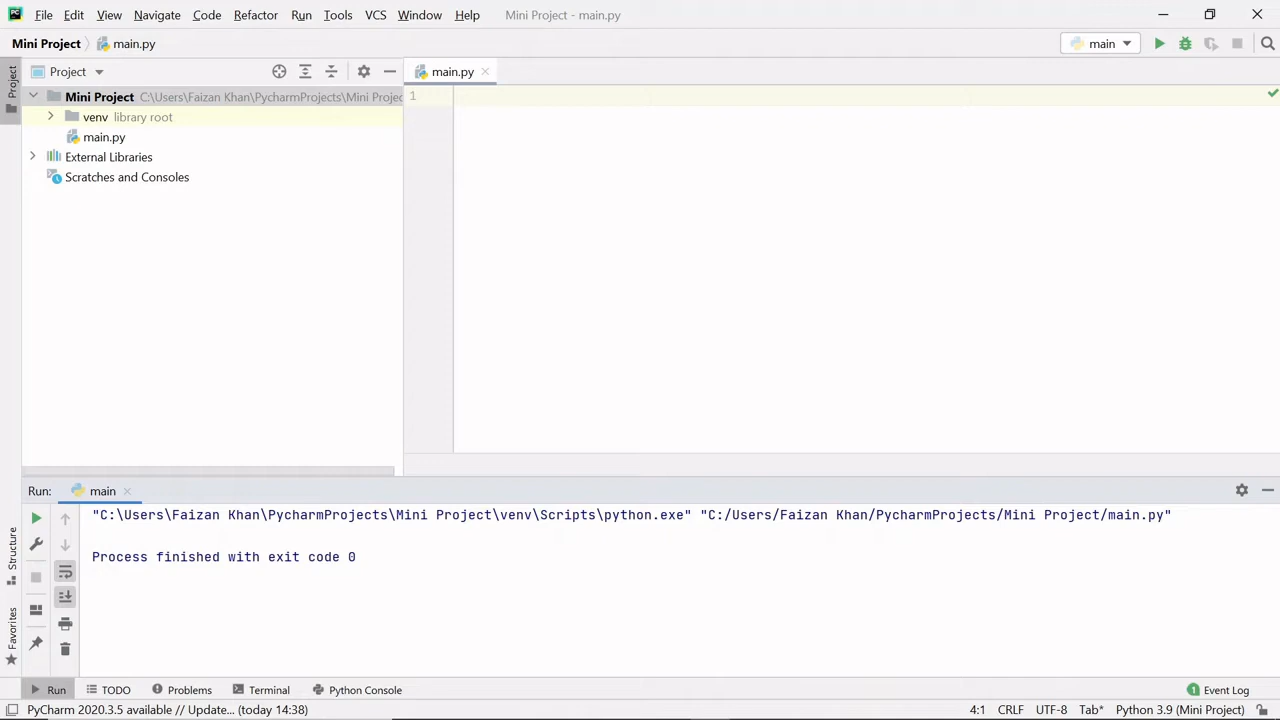 PC File Edit View Navigate Code Refactor Run Tools VCS Window Help Mini Project - main.py
Mini Project main.py main
Project main.py
Project
1
Mini Project C:\Users\Faizan Khan\PycharmProjects\Mini Projec
venv library root
main.py
External Libraries
Scratches and Consoles
Run: main
"C:\Users\Faizan Khan\PycharmProjects\Mini Project\venv\Scripts\python.exe" "C:/Users/Faizan Khan/PycharmProjects/Mini Project/main.py"
Process finished with exit code 0
Structure
Favorites
Run TODO Problems Terminal Python Console 1 Event Log
PyCharm 2020.3.5 available // Update... (today 14:38) 4:1 CRLF UTF-8 Tab* Python 3.9 (Mini Project)